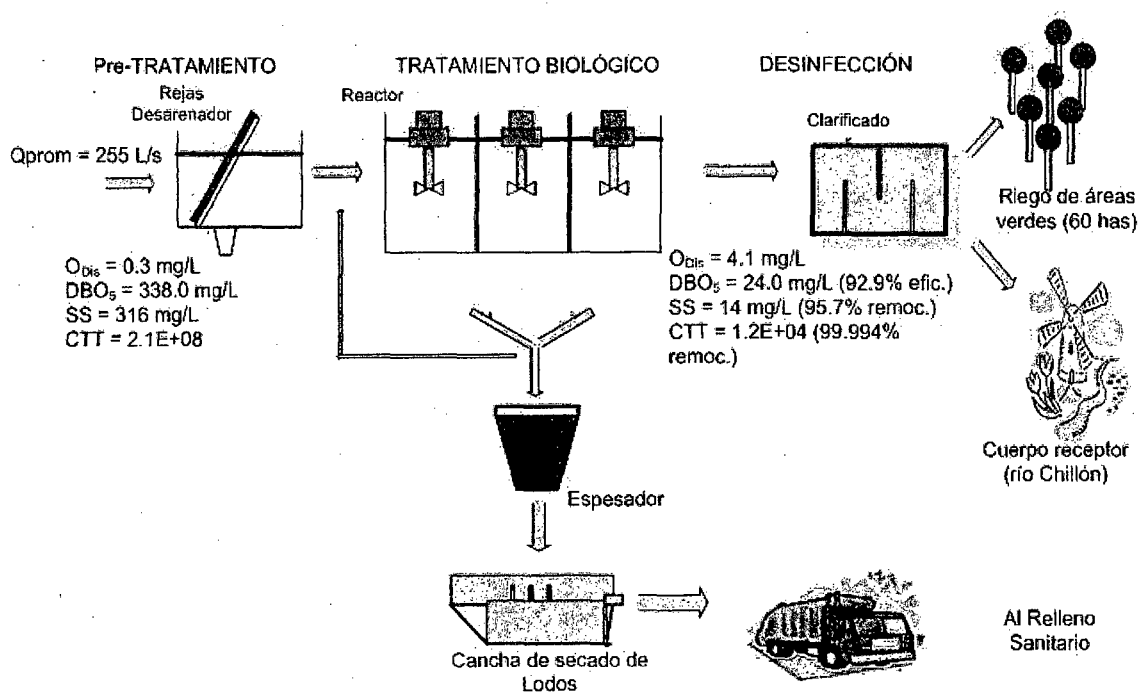 Pre-TRATAMIENTO
Rejas
Desarenador
Qprom = 255 L/s
O_Dis = 0.3 mg/L
DBO₅ = 338.0 mg/L
SS = 316 mg/L
CTT = 2.1E+08
TRATAMIENTO BIOLÓGÍCO
Reactor
DESINFECCIÓN
Clarificado
O_Dis = 4.1 mg/L
DBO₅ = 24.0 mg/L (92.9% efic.)
SS = 14 mg/L (95.7% remoc.)
CTT = 1.2E+04 (99.994%
remoc.)
Riego de áreas
verdes (60 has)
Cuerpo receptor
(río Chillón)
Espesador
Cancha de secado de
Lodos
Al Relleno
Sanitario